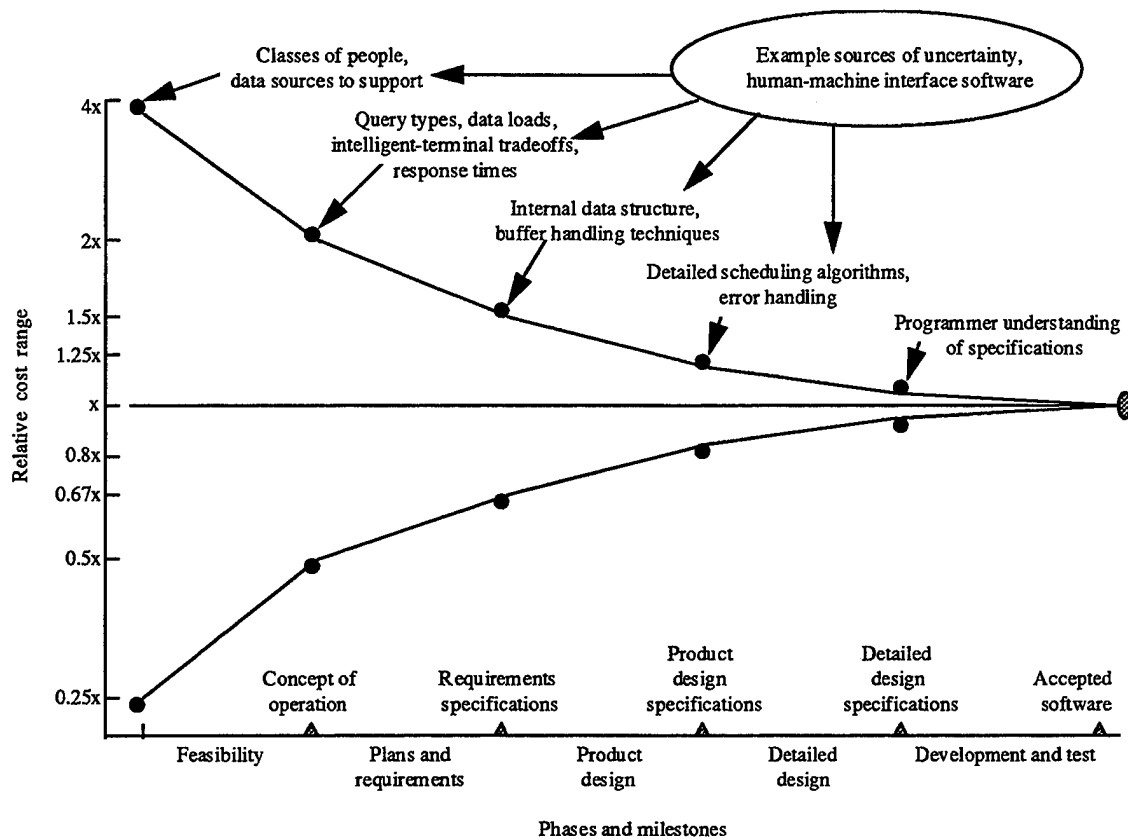 Classes of people,
data sources to support
Example sources of uncertainty,
human-machine interface software
Query types, data loads,
intelligent-terminal tradeoffs,
response times
Internal data structure,
buffer handling techniques
Detailed scheduling algorithms,
error handling
Programmer understanding
of specifications
Relative cost range
4x
2x
1.5x
1.25x
x
0.8x
0.67x
0.5x
0.25x
Concept of
operation
Requirements
specifications
Product
design
specifications
Detailed
design
specifications
Accepted
software
Feasibility
Plans and
requirements
Product
design
Detailed
design
Development and test
Phases and milestones